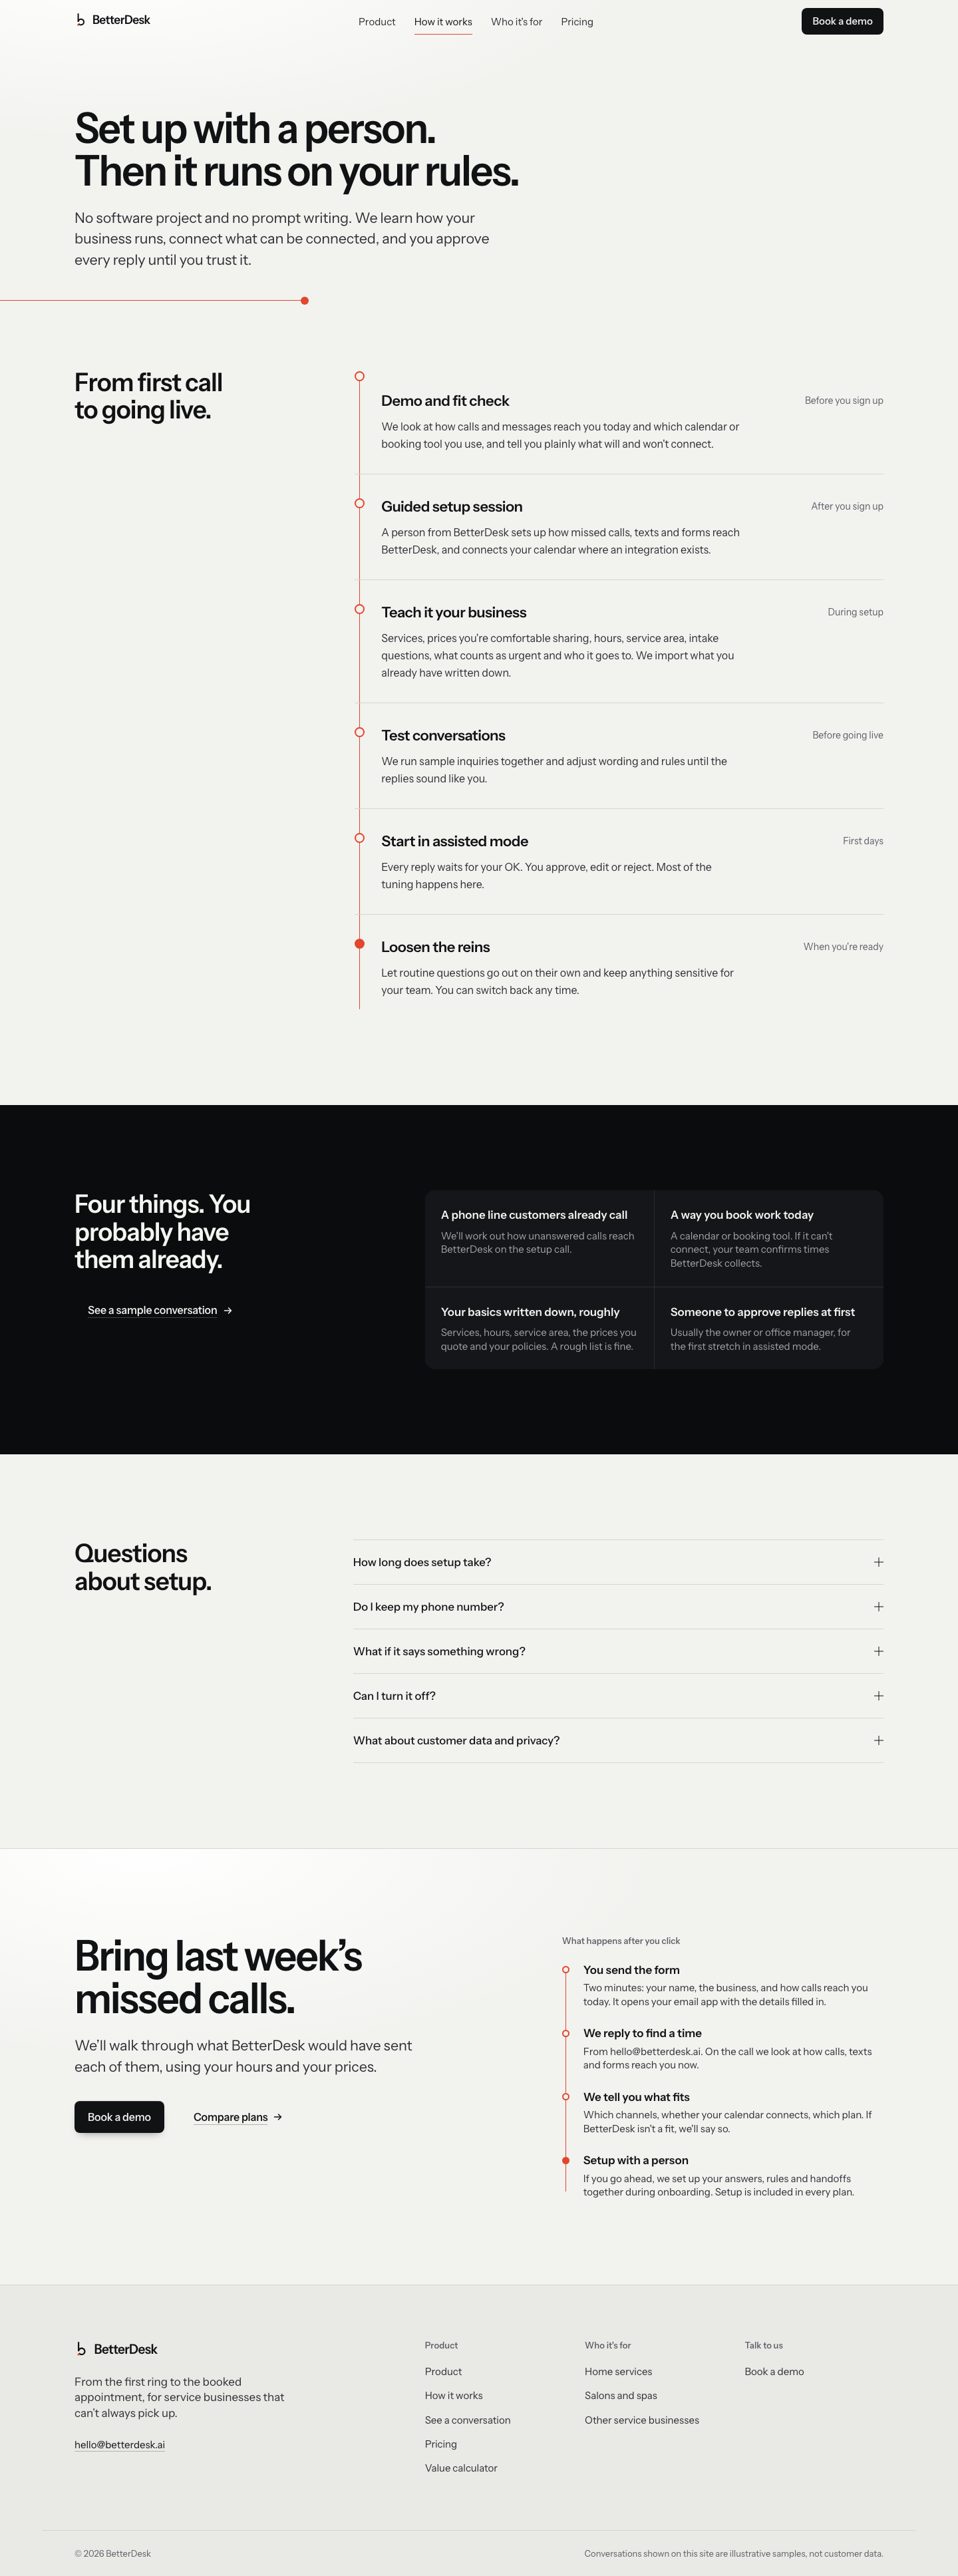 BetterDesk
Product
How it works
Who it's for
Pricing
Book a demo
Set up with a person.
Then it runs on your rules.
No software project and no prompt writing. We learn how your
business runs, connect what can be connected, and you approve
every reply until you trust it.
From first call
to going live.
Demo and fit check
Before you sign up
We look at how calls and messages reach you today and which calendar or
booking tool you use, and tell you plainly what will and won't connect.
Guided setup session
After you sign up
A person from BetterDesk sets up how missed calls, texts and forms reach
BetterDesk, and connects your calendar where an integration exists.
Teach it your business
During setup
Services, prices you're comfortable sharing, hours, service area, intake
questions, what counts as urgent and who it goes to. We import what you
already have written down.
Test conversations
Before going live
We run sample inquiries together and adjust wording and rules until the
replies sound like you.
Start in assisted mode
First days
Every reply waits for your OK. You approve, edit or reject. Most of the
tuning happens here.
Loosen the reins
When you're ready
Let routine questions go out on their own and keep anything sensitive for
your team. You can switch back any time.
Four things. You
probably have
them already.
See a sample conversation →
A phone line customers already call
We'll work out how unanswered calls reach
BetterDesk on the setup call.
A way you book work today
A calendar or booking tool. If it can't
connect, your team confirms times
BetterDesk collects.
Your basics written down, roughly
Services, hours, service area, the prices you
quote and your policies. A rough list is fine.
Someone to approve replies at first
Usually the owner or office manager, for
the first stretch in assisted mode.
Questions
about setup.
How long does setup take?
Do I keep my phone number?
What if it says something wrong?
Can I turn it off?
What about customer data and privacy?
Bring last week's
missed calls.
We'll walk through what BetterDesk would have sent
each of them, using your hours and your prices.
Book a demo
Compare plans →
What happens after you click
You send the form
Two minutes: your name, the business, and how calls reach you
today. It opens your email app with the details filled in.
We reply to find a time
From hello@betterdesk.ai. On the call we look at how calls, texts
and forms reach you now.
We tell you what fits
Which channels, whether your calendar connects, which plan. If
BetterDesk isn't a fit, we'll say so.
Setup with a person
If you go ahead, we set up your answers, rules and handoffs
together during onboarding. Setup is included in every plan.
BetterDesk
From the first ring to the booked
appointment, for service businesses that
can't always pick up.
hello@betterdesk.ai
Product
Product
How it works
See a conversation
Pricing
Value calculator
Who it's for
Home services
Salons and spas
Other service businesses
Talk to us
Book a demo
© 2026 BetterDesk
Conversations shown on this site are illustrative samples, not customer data.